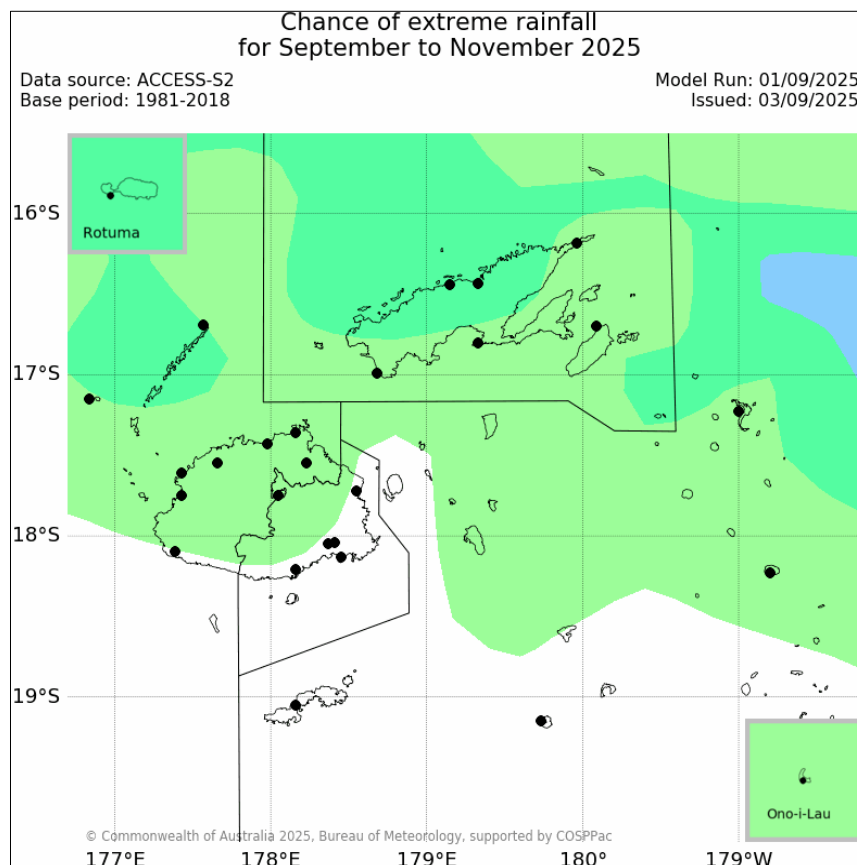 Chance of extreme rainfall
for September to November 2025
Data source: ACCESS-S2
Model Run: 01/09/2025
Base period: 1981-2018
Issued: 03/09/2025
Rotuma
16°S
17°S
18°S
19°S
Ono-i-Lau
© Commonwealth of Australia 2025, Bureau of Meteorology, supported by COSPPac
177°E
178°E
179°E
180°
179°W